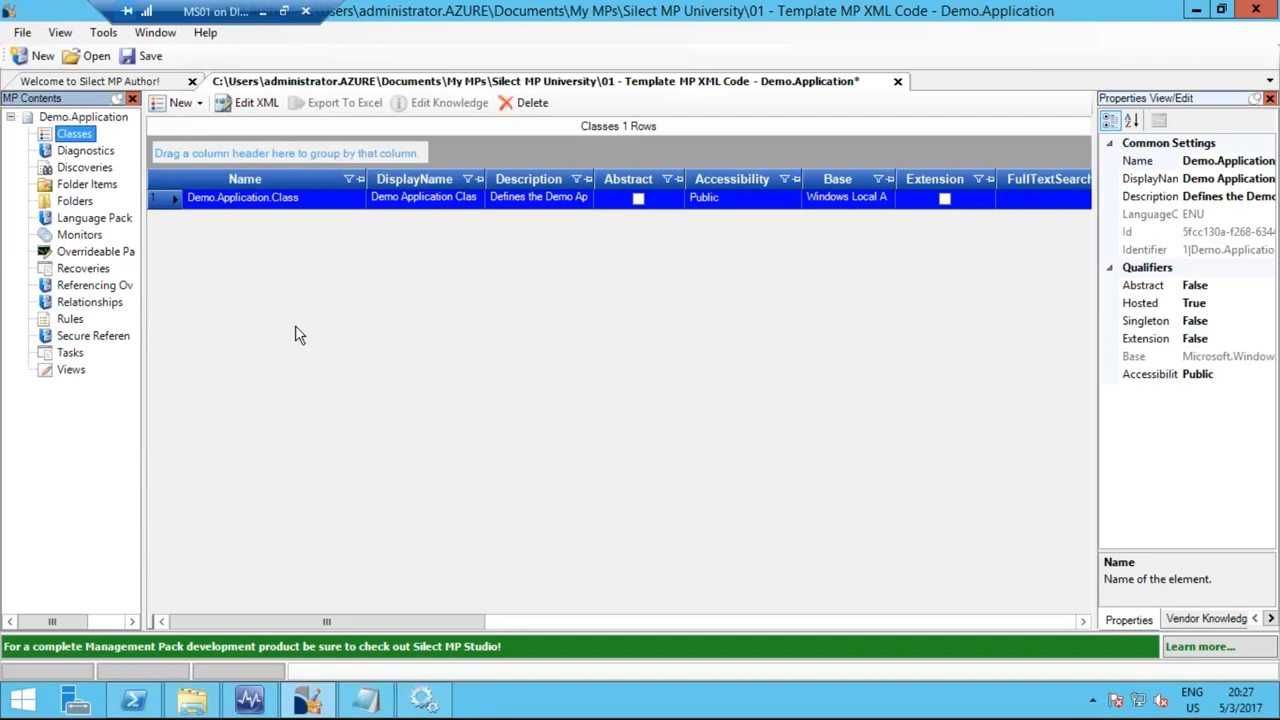 MS01 on DI...
ers\administrator.AZURE\Documents\My MPs\Silect MP University\01 - Template MP XML Code - Demo.Application
File View Tools Window Help
New Open Save
Welcome to Silect MP Author!
C:\Users\administrator.AZURE\Documents\My MPs\Silect MP University\01 - Template MP XML Code - Demo.Application*
MP Contents
New Edit XML Export To Excel Edit Knowledge Delete
Properties View/Edit
Demo.Application
Classes
Diagnostics
Discoveries
Folder Items
Folders
Language Pack
Monitors
Overrideable Pa
Recoveries
Referencing Ov
Relationships
Rules
Secure Referen
Tasks
Views
Classes 1 Rows
Drag a column header here to group by that column.
Name DisplayName Description Abstract Accessibility Base Extension FullTextSearch
1 Demo.Application.Class Demo Application Clas Defines the Demo Ap Public Windows Local A
Common Settings
Name Demo.Application
DisplayNan Demo Application
Description Defines the Demo
LanguageC ENU
Id 5fcc130a-f268-6344
Identifier 1|Demo.Applicatio
Qualifiers
Abstract False
Hosted True
Singleton False
Extension False
Base Microsoft.Window
Accessibilit Public
Name
Name of the element.
Properties Vendor Knowledg
For a complete Management Pack development product be sure to check out Silect MP Studio!
Learn more...
ENG 20:27
US 5/3/2017